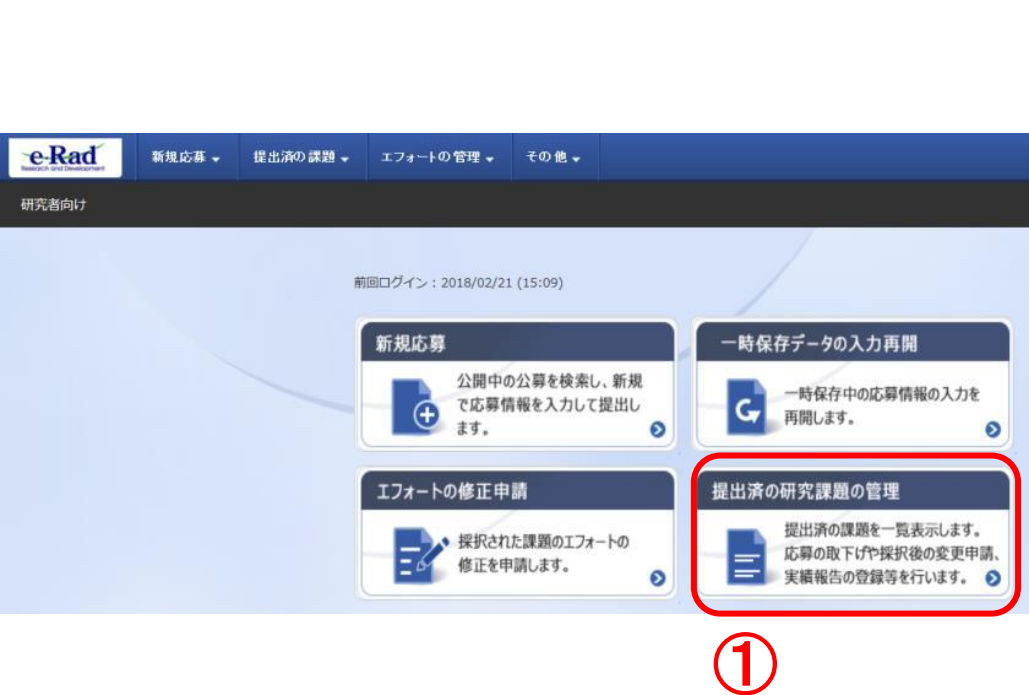 e-Rad
Research and Development
新規応募
提出済の課題
エフォートの管理
その他
研究者向け
前回ログイン：2018/02/21 (15:09)
新規応募
公開中の公募を検索し、新規
で応募情報を入力して提出し
ます。
一時保存データの入力再開
一時保存中の応募情報の入力を
再開します。
エフォートの修正申請
採択された課題のエフォートの
修正を申請します。
提出済の研究課題の管理
提出済の課題を一覧表示します。
応募の取下げや採択後の変更申請、
実績報告の登録等を行います。
①